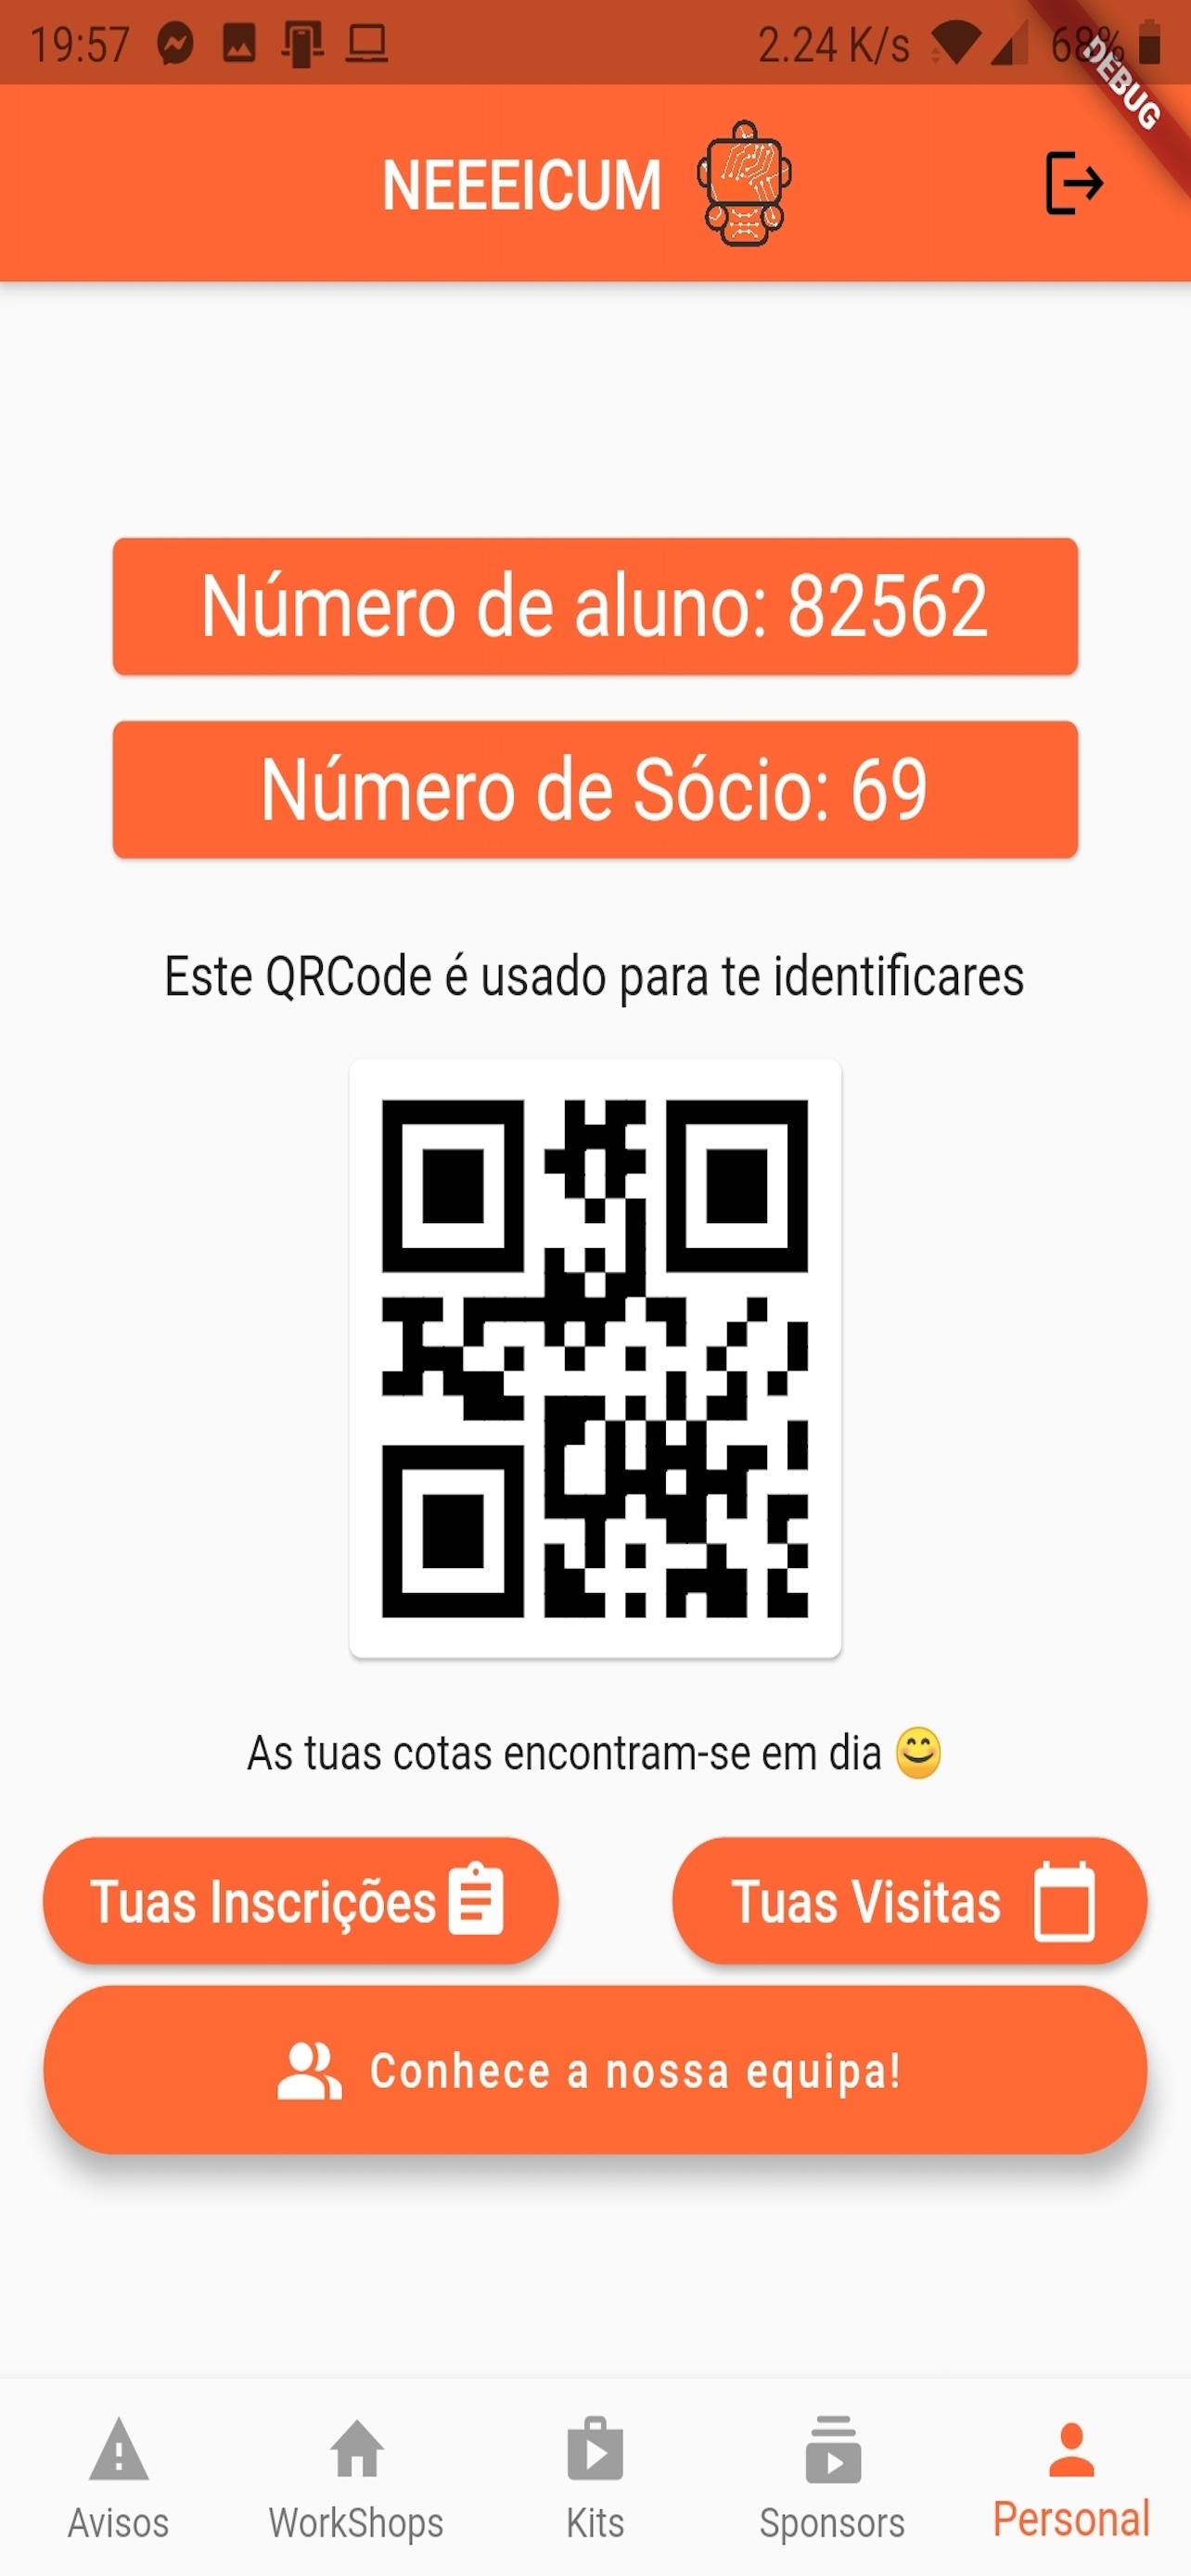 19:57
2.24 K/s
68%
DEBUG
NEEEICUM
Número de aluno: 82562
Número de Sócio: 69
Este QRCode é usado para te identificares
As tuas cotas encontram-se em dia 😊
Tuas Inscrições
Tuas Visitas
Conhece a nossa equipa!
Avisos
WorkShops
Kits
Sponsors
Personal